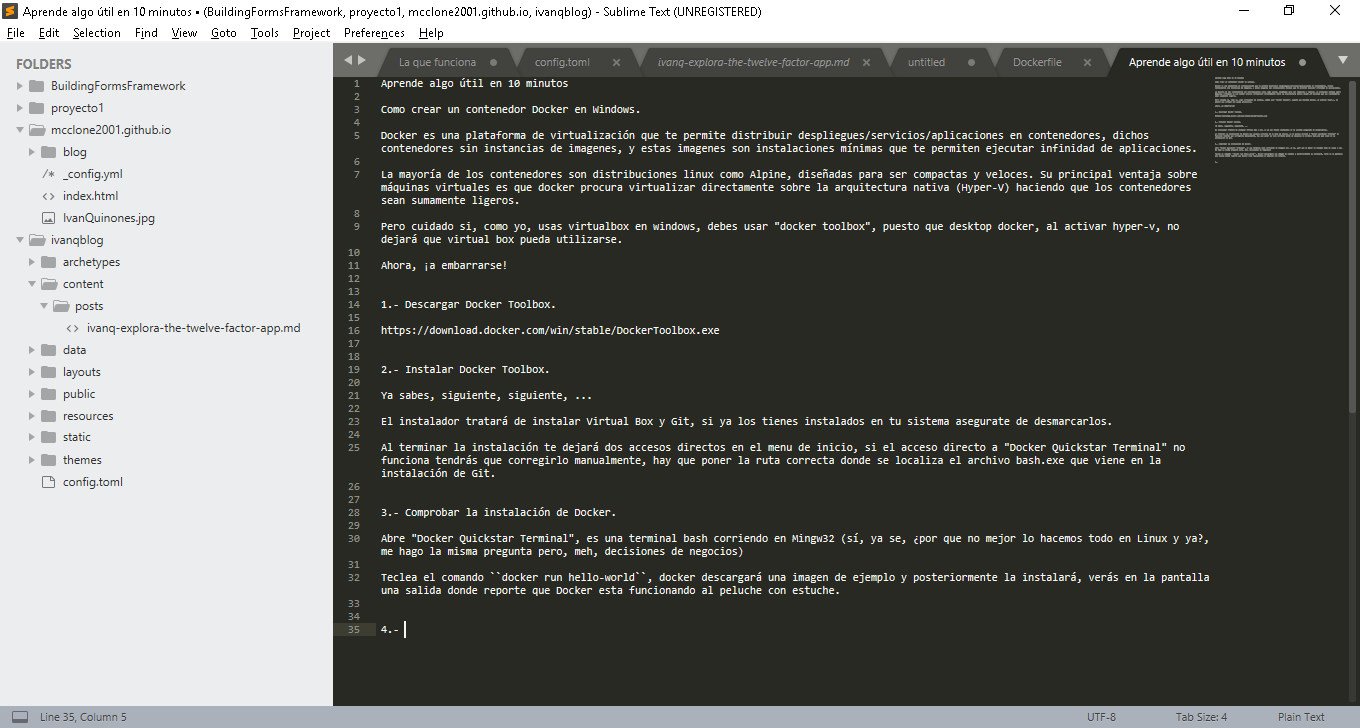 Aprende algo útil en 10 minutos • (BuildingFormsFramework, proyecto1, mcclone2001.github.io, ivanqblog) - Sublime Text (UNREGISTERED)
File Edit Selection Find View Goto Tools Project Preferences Help
FOLDERS
BuildingFormsFramework
proyecto1
mcclone2001.github.io
blog
/* _config.yml
<> index.html
IvanQuinones.jpg
ivanqblog
archetypes
content
posts
<> ivanq-explora-the-twelve-factor-app.md
data
layouts
public
resources
static
themes
config.toml
La que funciona
config.toml
ivanq-explora-the-twelve-factor-app.md
untitled
Dockerfile
Aprende algo útil en 10 minutos
1 Aprende algo útil en 10 minutos
2
3 Como crear un contenedor Docker en Windows.
4
5 Docker es una plataforma de virtualización que te permite distribuir despliegues/servicios/aplicaciones en contenedores, dichos
contenedores sin instancias de imagenes, y estas imagenes son instalaciones mínimas que te permiten ejecutar infinidad de aplicaciones.
6
7 La mayoría de los contenedores son distribuciones linux como Alpine, diseñadas para ser compactas y veloces. Su principal ventaja sobre
máquinas virtuales es que docker procura virtualizar directamente sobre la arquitectura nativa (Hyper-V) haciendo que los contenedores
sean sumamente ligeros.
8
9 Pero cuidado si, como yo, usas virtualbox en windows, debes usar "docker toolbox", puesto que desktop docker, al activar hyper-v, no
dejará que virtual box pueda utilizarse.
10
11 Ahora, ¡a embarrarse!
12
13
14 1.- Descargar Docker Toolbox.
15
16 https://download.docker.com/win/stable/DockerToolbox.exe
17
18
19 2.- Instalar Docker Toolbox.
20
21 Ya sabes, siguiente, siguiente, ...
22
23 El instalador tratará de instalar Virtual Box y Git, si ya los tienes instalados en tu sistema asegurate de desmarcarlos.
24
25 Al terminar la instalación te dejará dos accesos directos en el menu de inicio, si el acceso directo a "Docker Quickstar Terminal" no
funciona tendrás que corregirlo manualmente, hay que poner la ruta correcta donde se localiza el archivo bash.exe que viene en la
instalación de Git.
26
27
28 3.- Comprobar la instalación de Docker.
29
30 Abre "Docker Quickstar Terminal", es una terminal bash corriendo en Mingw32 (sí, ya se, ¿por que no mejor lo hacemos todo en Linux y ya?,
me hago la misma pregunta pero, meh, decisiones de negocios)
31
32 Teclea el comando ``docker run hello-world``, docker descargará una imagen de ejemplo y posteriormente la instalará, verás en la pantalla
una salida donde reporte que Docker esta funcionando al peluche con estuche.
33
34
35 4.-
Line 35, Column 5
UTF-8
Tab Size: 4
Plain Text